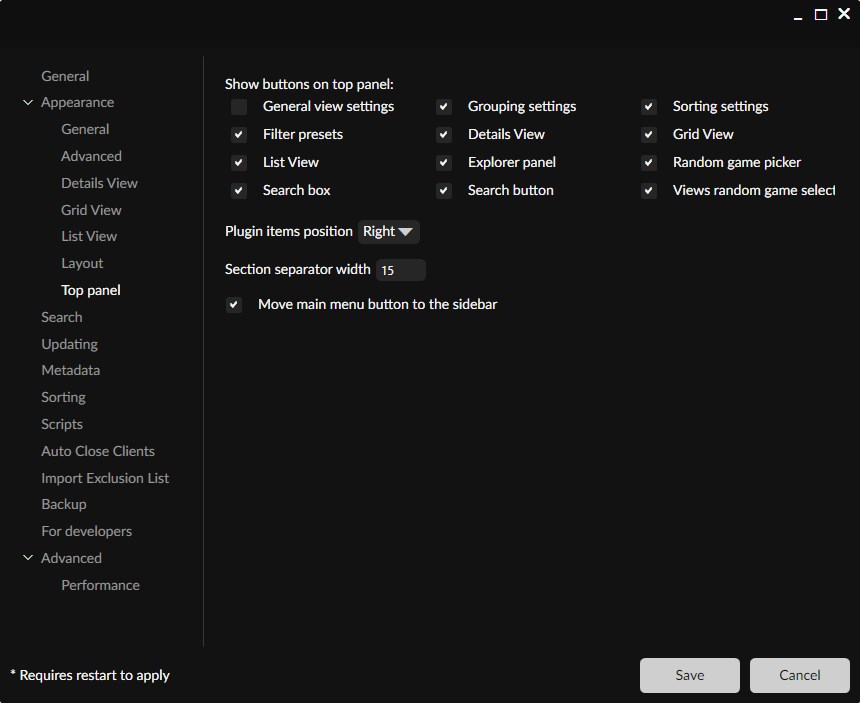 General
Appearance
General
Advanced
Details View
Grid View
List View
Layout
Top panel
Search
Updating
Metadata
Sorting
Scripts
Auto Close Clients
Import Exclusion List
Backup
For developers
Advanced
Performance
Show buttons on top panel:
General view settings Grouping settings Sorting settings
Filter presets Details View Grid View
List View Explorer panel Random game picker
Search box Search button Views random game select
Plugin items position Right
Section separator width 15
Move main menu button to the sidebar
* Requires restart to apply
Save Cancel